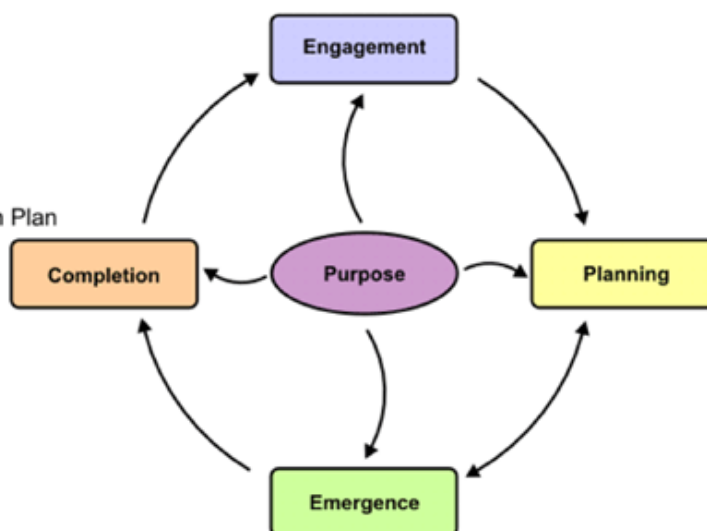 Engagement
n Plan
Completion
Purpose
Planning
Emergence